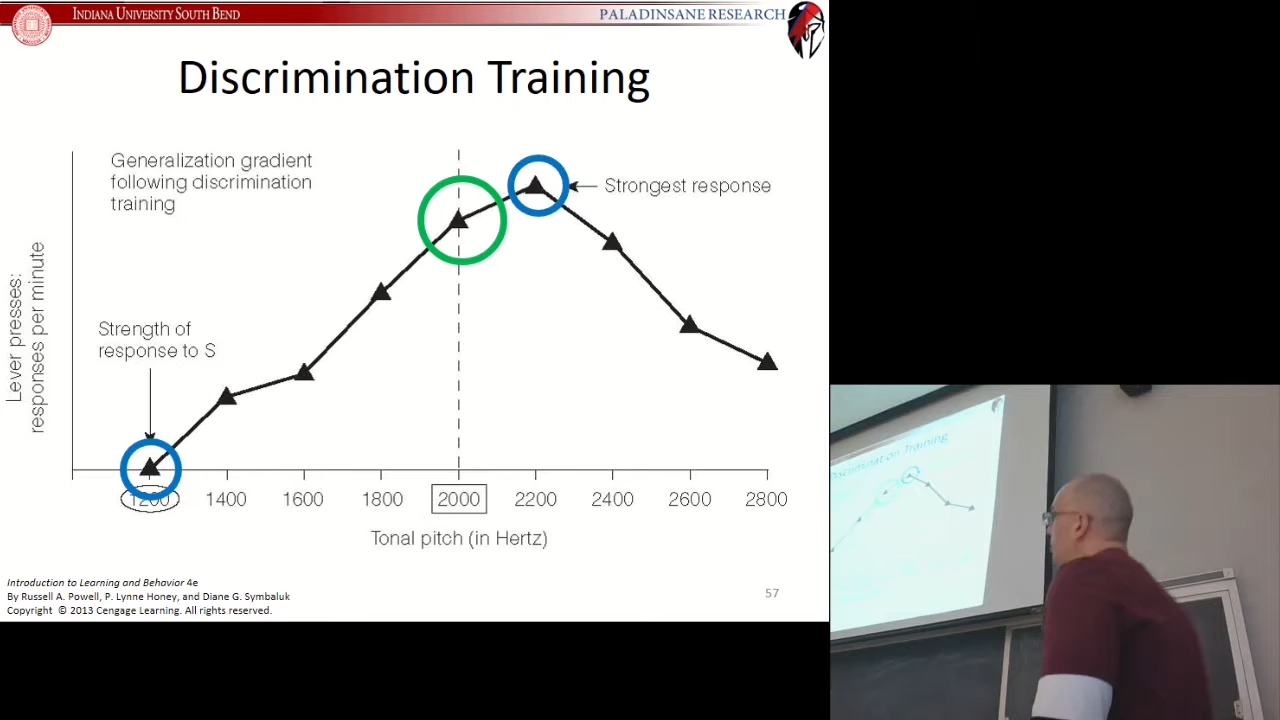 INDIANA UNIVERSITY SOUTH BEND
PALADINSANE RESEARCH
Discrimination Training
Generalization gradient
following discrimination
training
Strongest response
Strength of
response to S
Lever presses:
responses per minute
1200 1400 1600 1800 2000 2200 2400 2600 2800
Tonal pitch (in Hertz)
Introduction to Learning and Behavior 4e
By Russell A. Powell, P. Lynne Honey, and Diane G. Symbaluk
Copyright © 2013 Cengage Learning. All rights reserved.
57
Discrimination Training